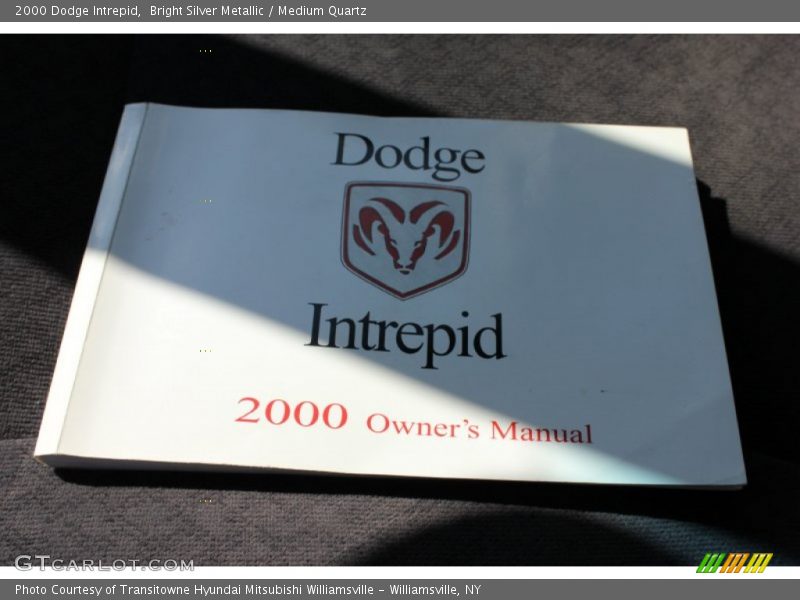 2000 Dodge Intrepid,  Bright Silver Metallic / Medium Quartz
Dodge
Intrepid
2000 Owner's Manual
GTcarlot.com
Photo Courtesy of Transitowne Hyundai Mitsubishi Williamsville - Williamsville, NY